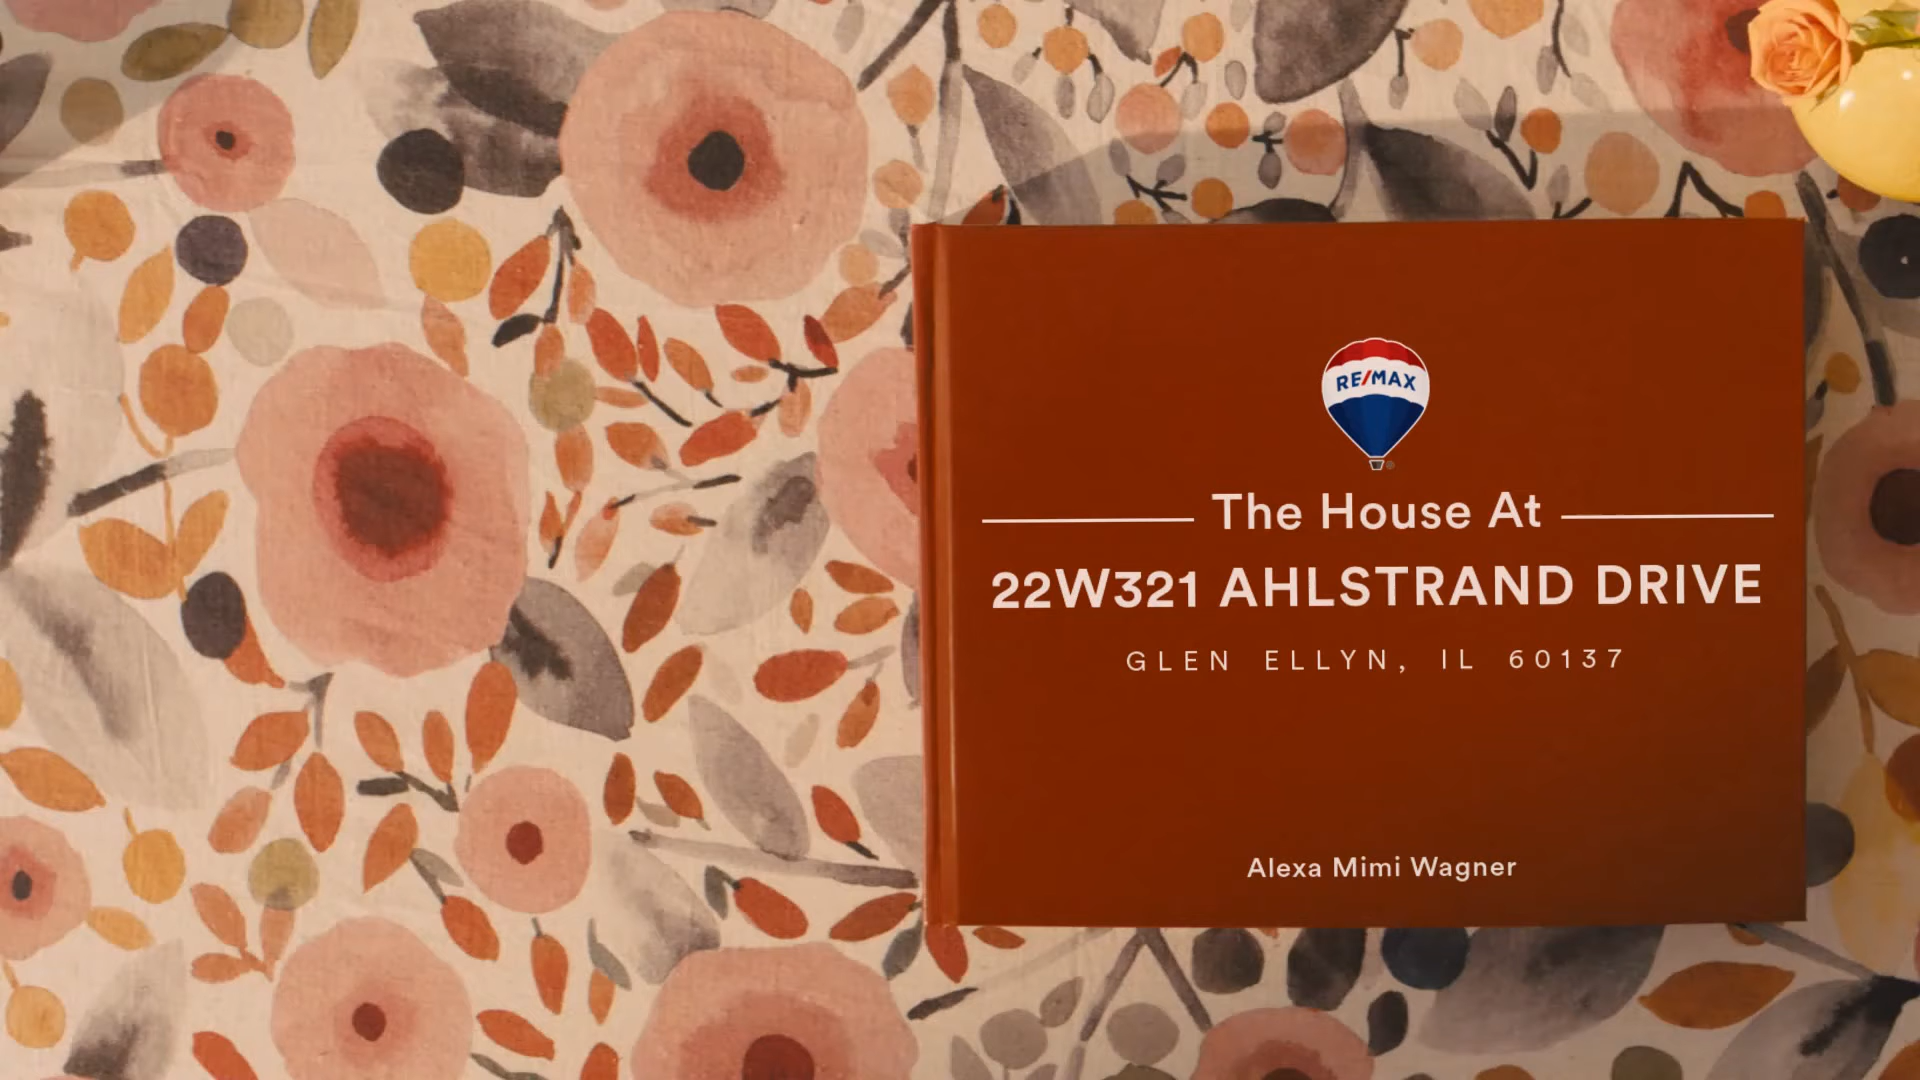 RE/MAX
The House At
22W321 AHLSTRAND DRIVE
GLEN ELLYN, IL 60137
Alexa Mimi Wagner